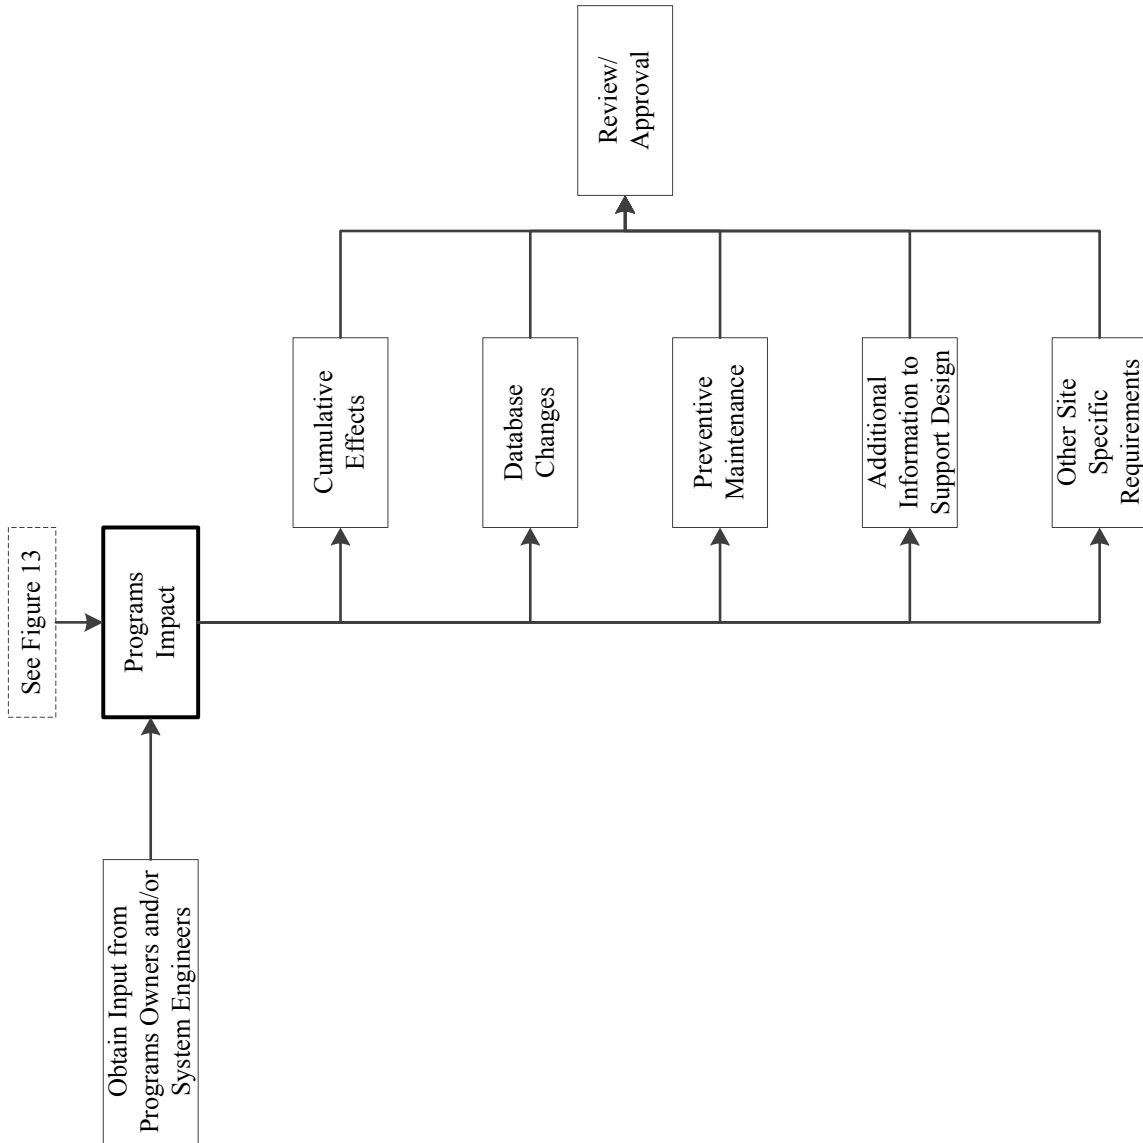 See Figure 13
Obtain Input from
Programs Owners and/or
System Engineers
Programs
Impact
Cumulative
Effects
Database
Changes
Preventive
Maintenance
Additional
Information to
Support Design
Other Site
Specific
Requirements
Review/
Approval